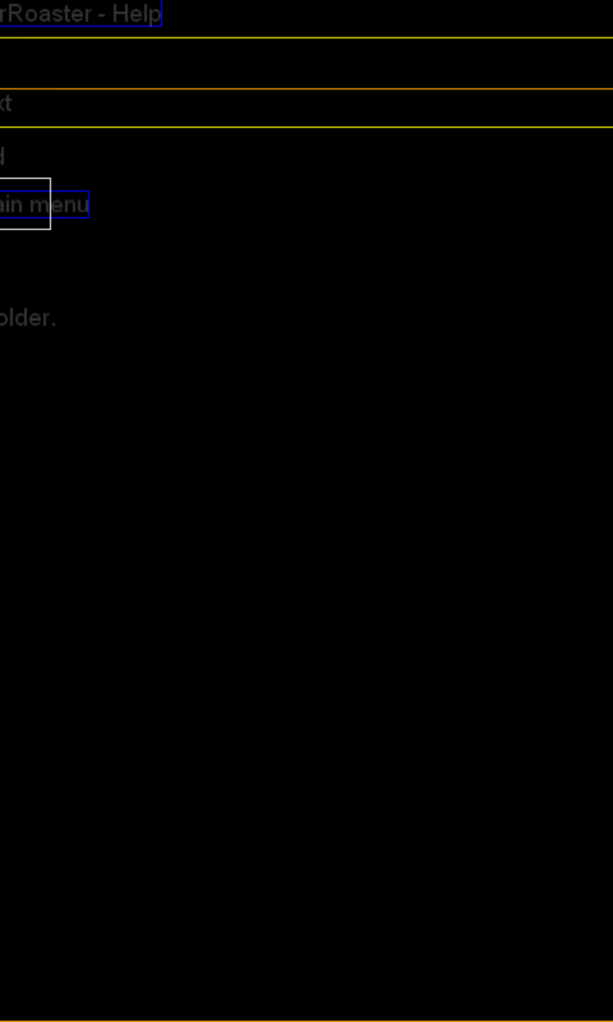 rRoaster - Help
xt
d
ain menu
older.